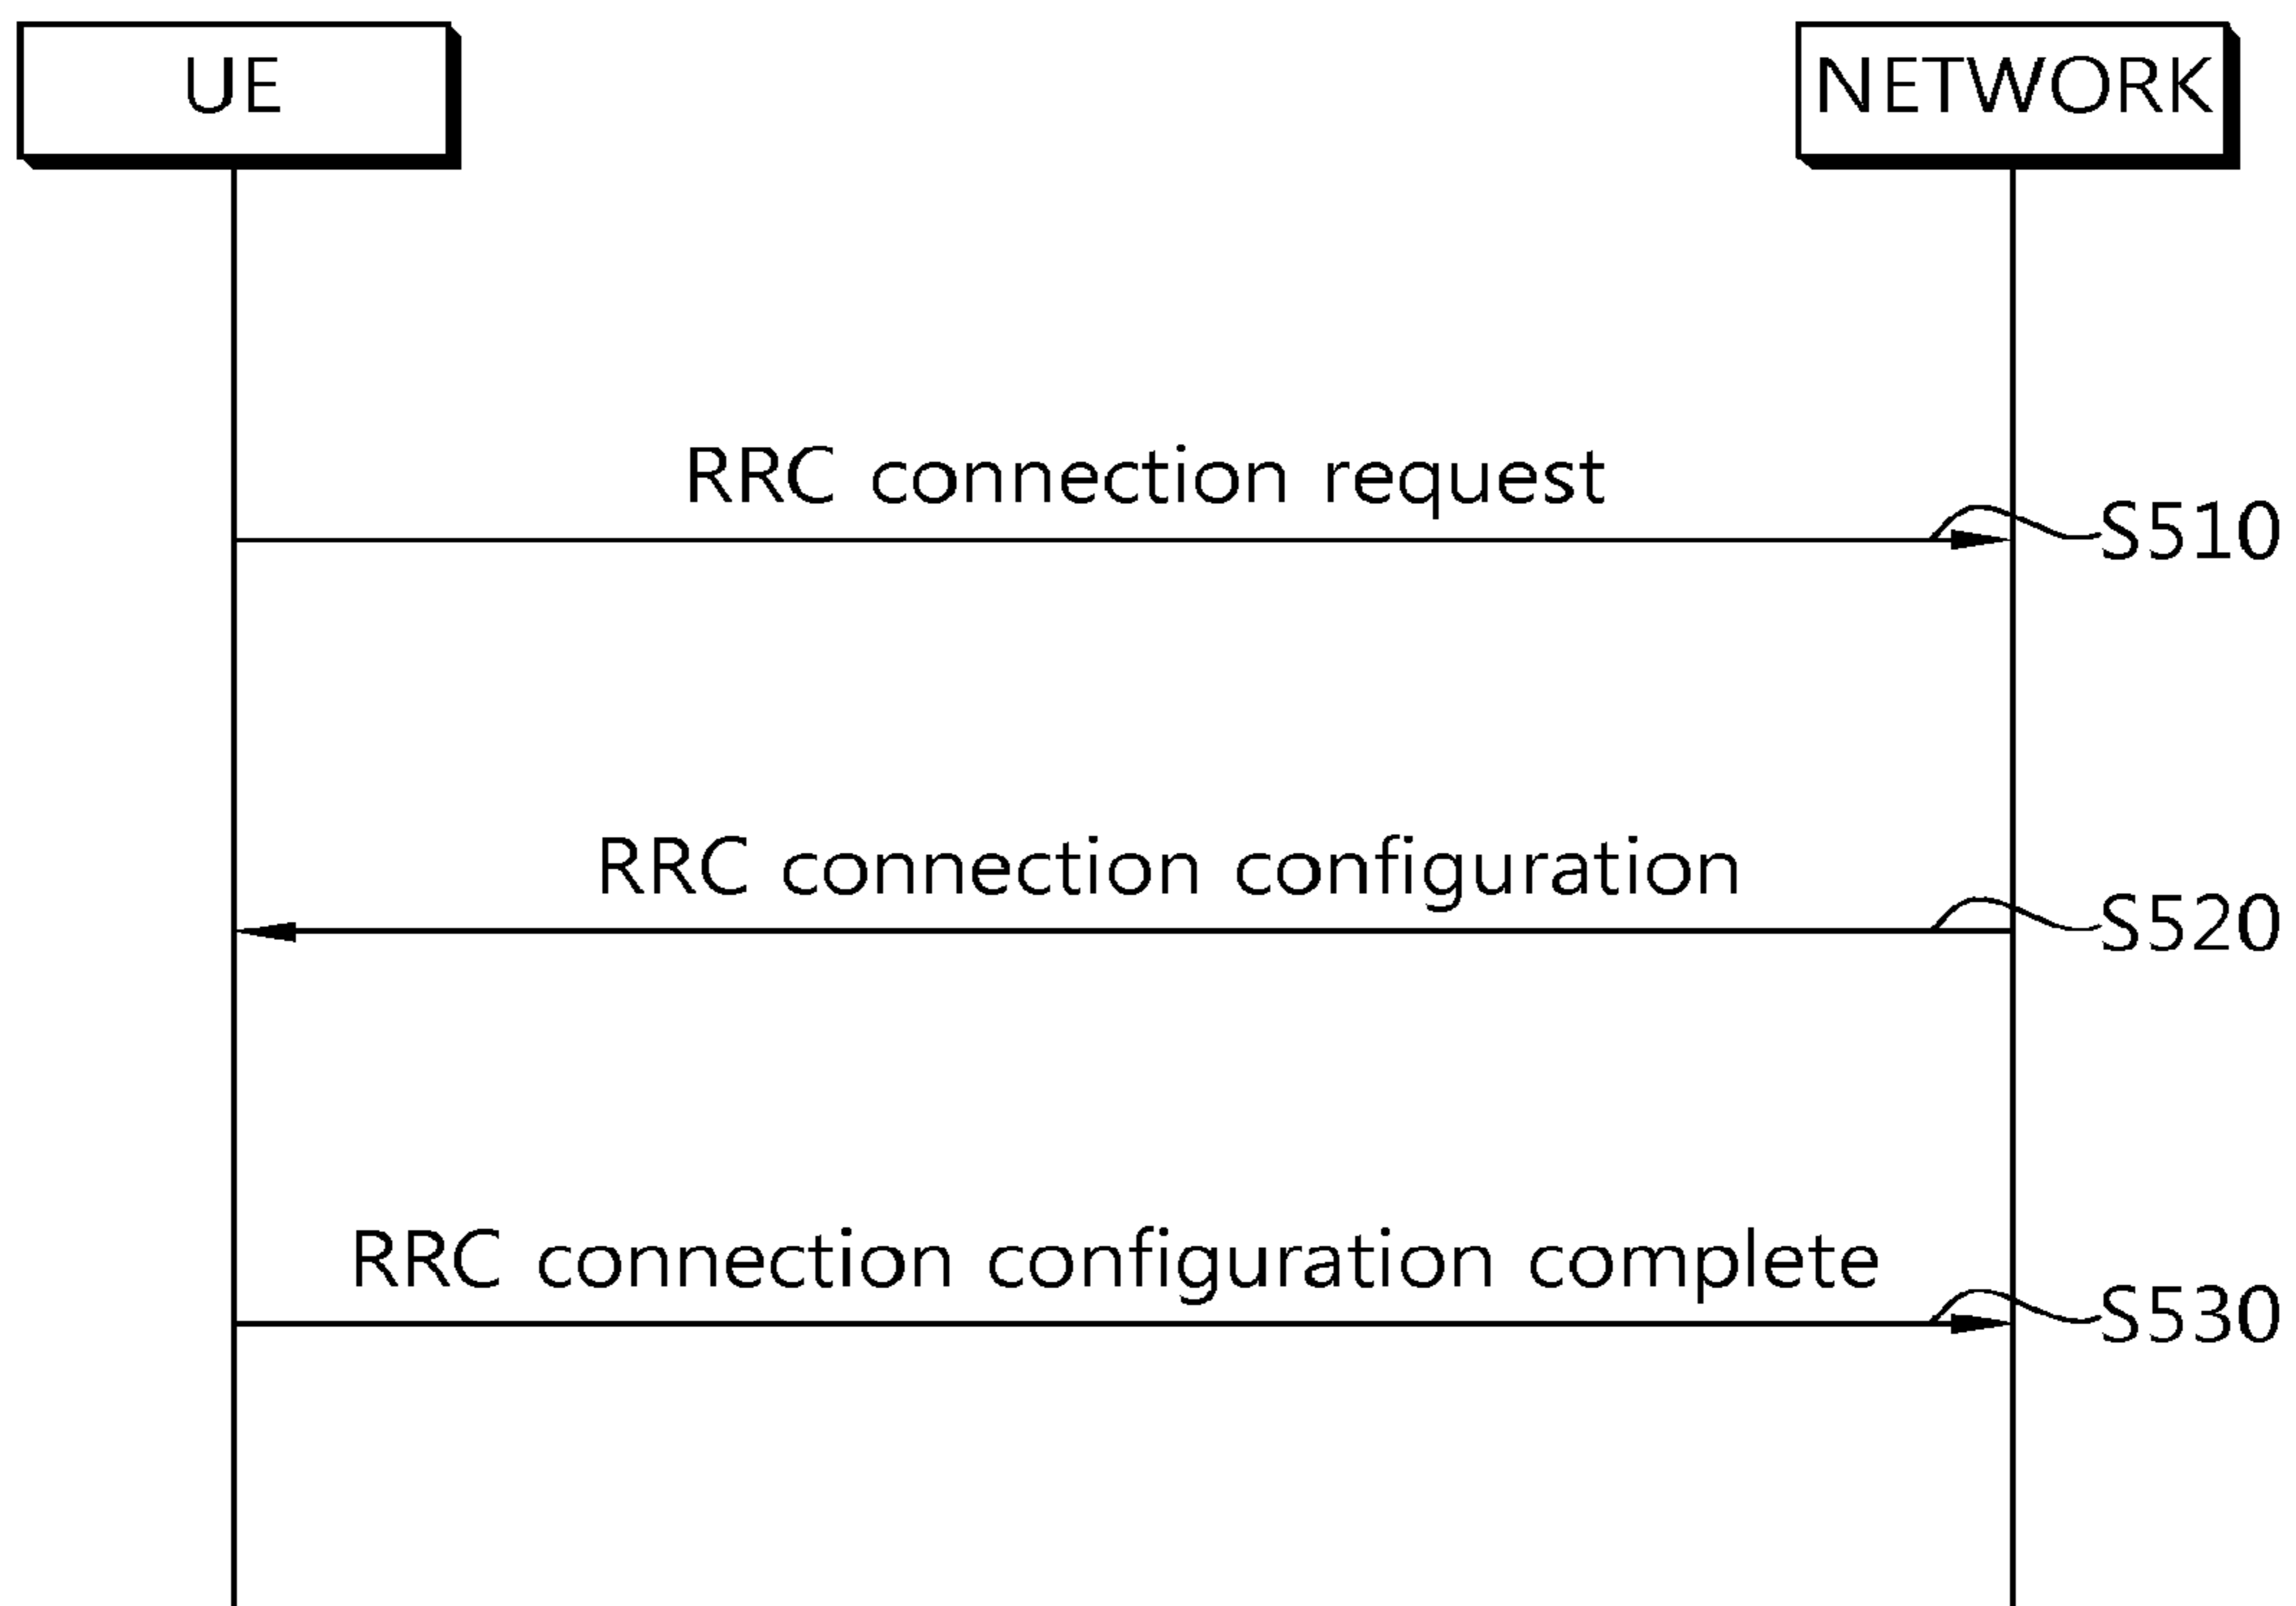 UE
NETWORK
RRC connection request
S510
RRC connection configuration
S520
RRC connection configuration complete
S530